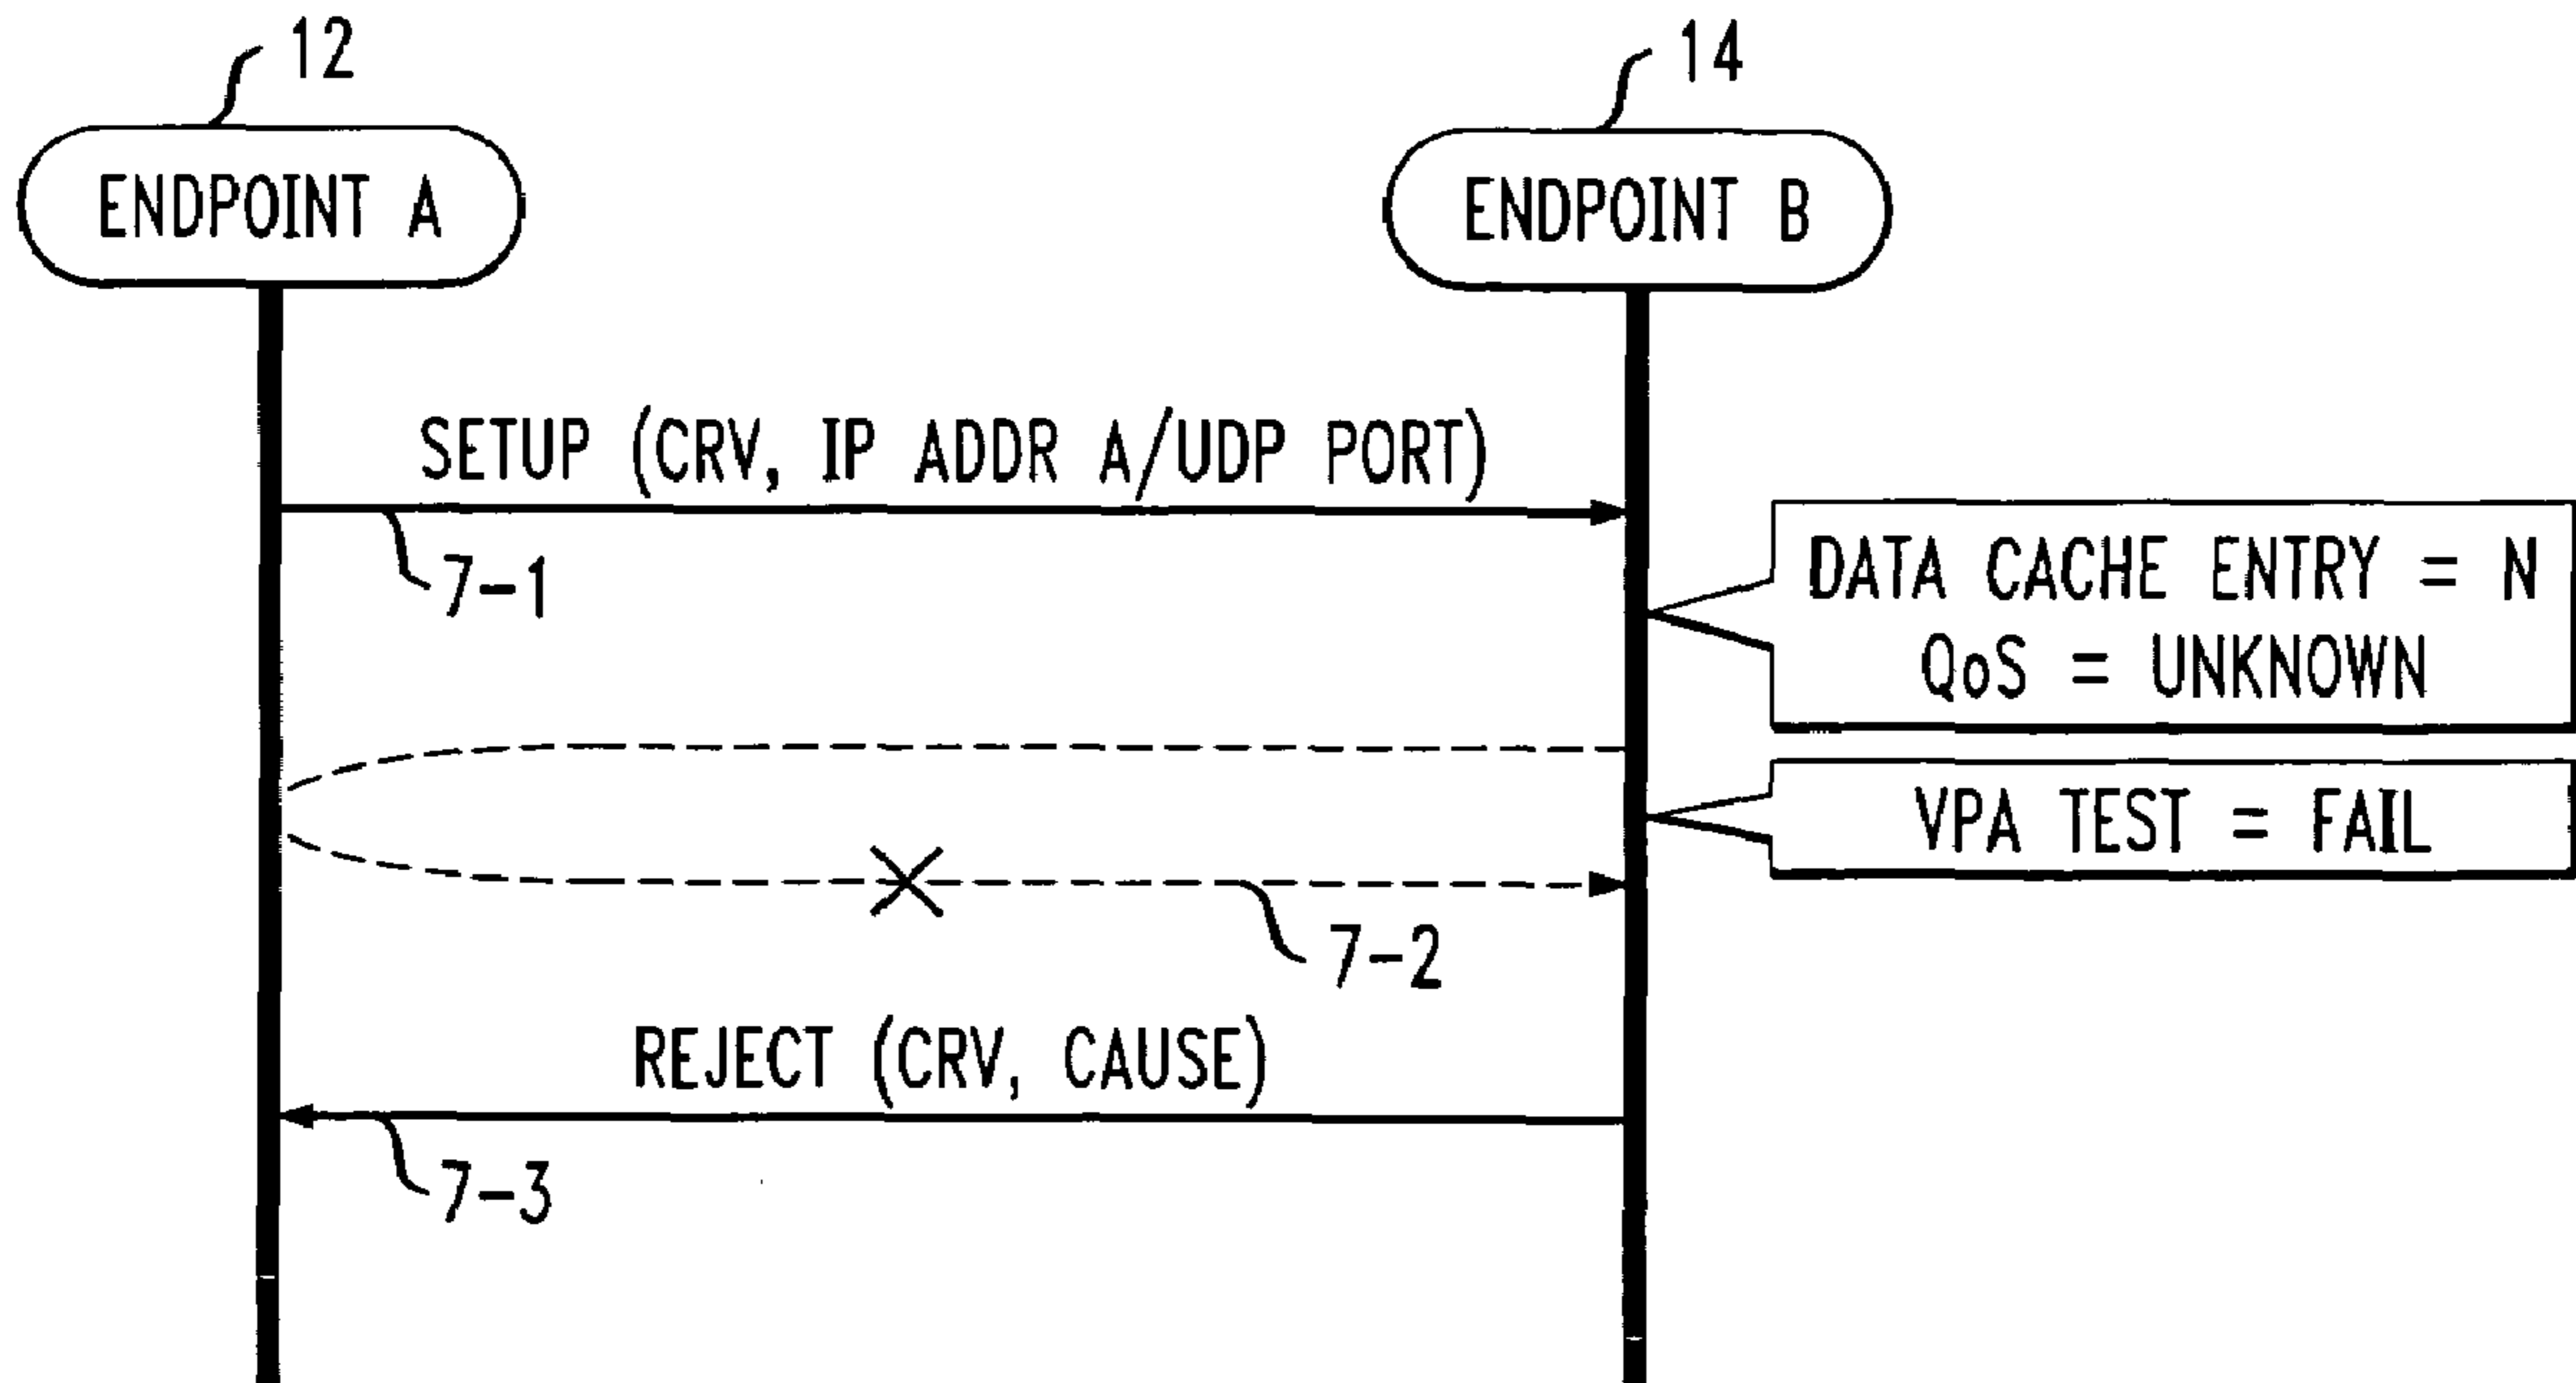 12
14
ENDPOINT A
ENDPOINT B
SETUP (CRV, IP ADDR A/UDP PORT)
7-1
DATA CACHE ENTRY = N
QoS = UNKNOWN
VPA TEST = FAIL
7-2
REJECT (CRV, CAUSE)
7-3